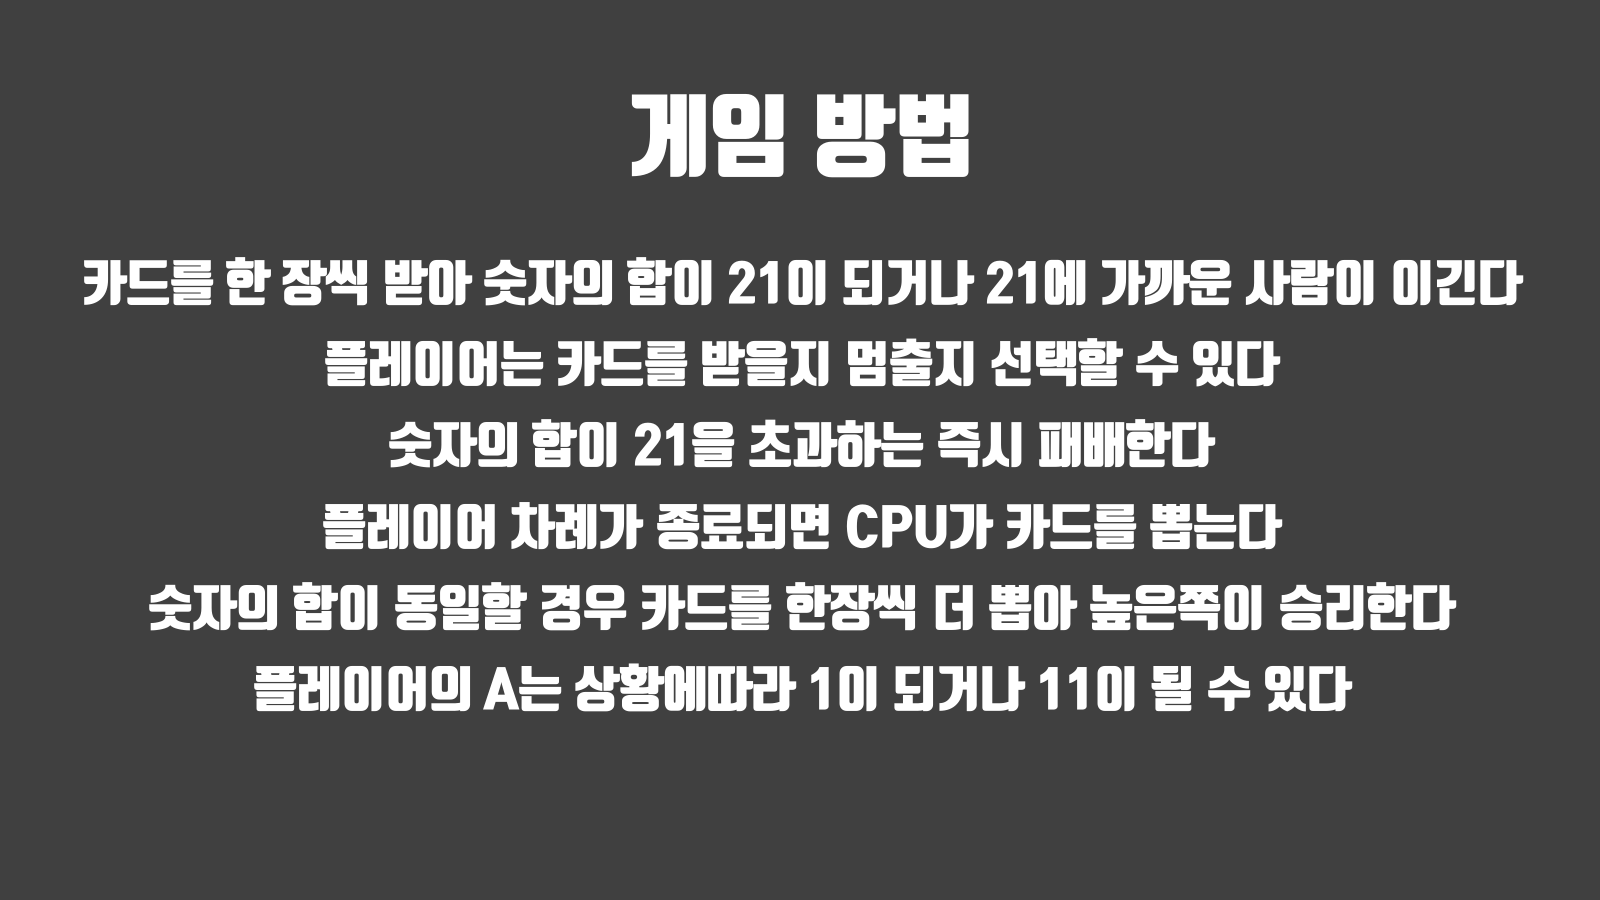 게임 방법
카드를 한 장씩 받아 숫자의 합이 21이 되거나 21에 가까운 사람이 이긴다
플레이어는 카드를 받을지 멈출지 선택할 수 있다
숫자의 합이 21을 초과하는 즉시 패배한다
플레이어 차례가 종료되면 CPU가 카드를 뽑는다
숫자의 합이 동일할 경우 카드를 한장씩 더 뽑아 높은쪽이 승리한다
플레이어의 A는 상황에따라 1이 되거나 11이 될 수 있다